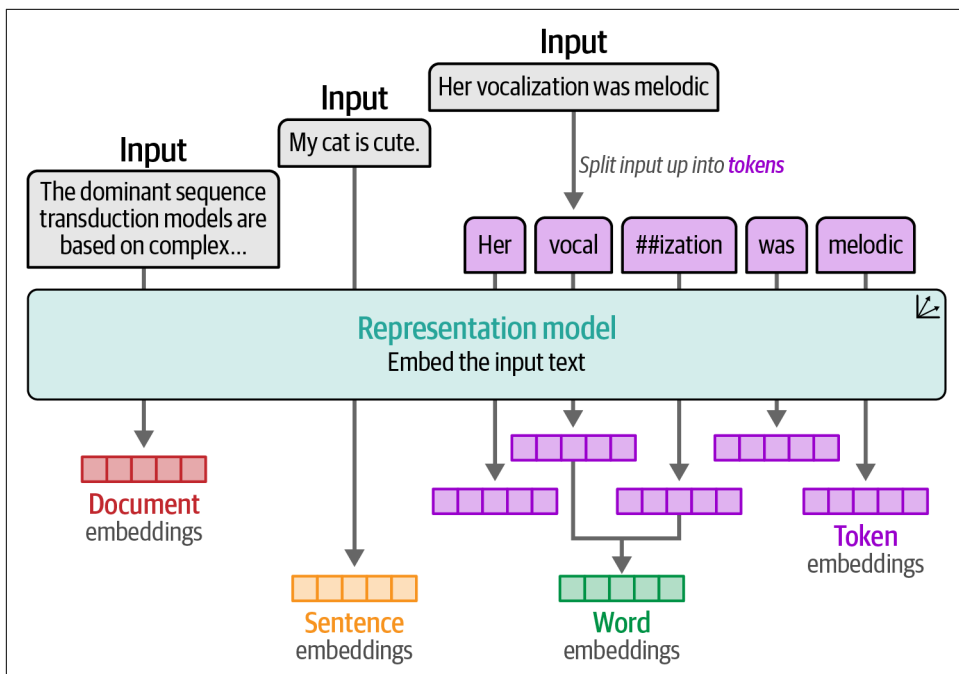 Input
Her vocalization was melodic
Input
My cat is cute.
Input
The dominant sequence
transduction models are
based on complex...
Split input up into tokens
Her
vocal
##ization
was
melodic
Representation model
Embed the input text
Document
embeddings
Sentence
embeddings
Word
embeddings
Token
embeddings